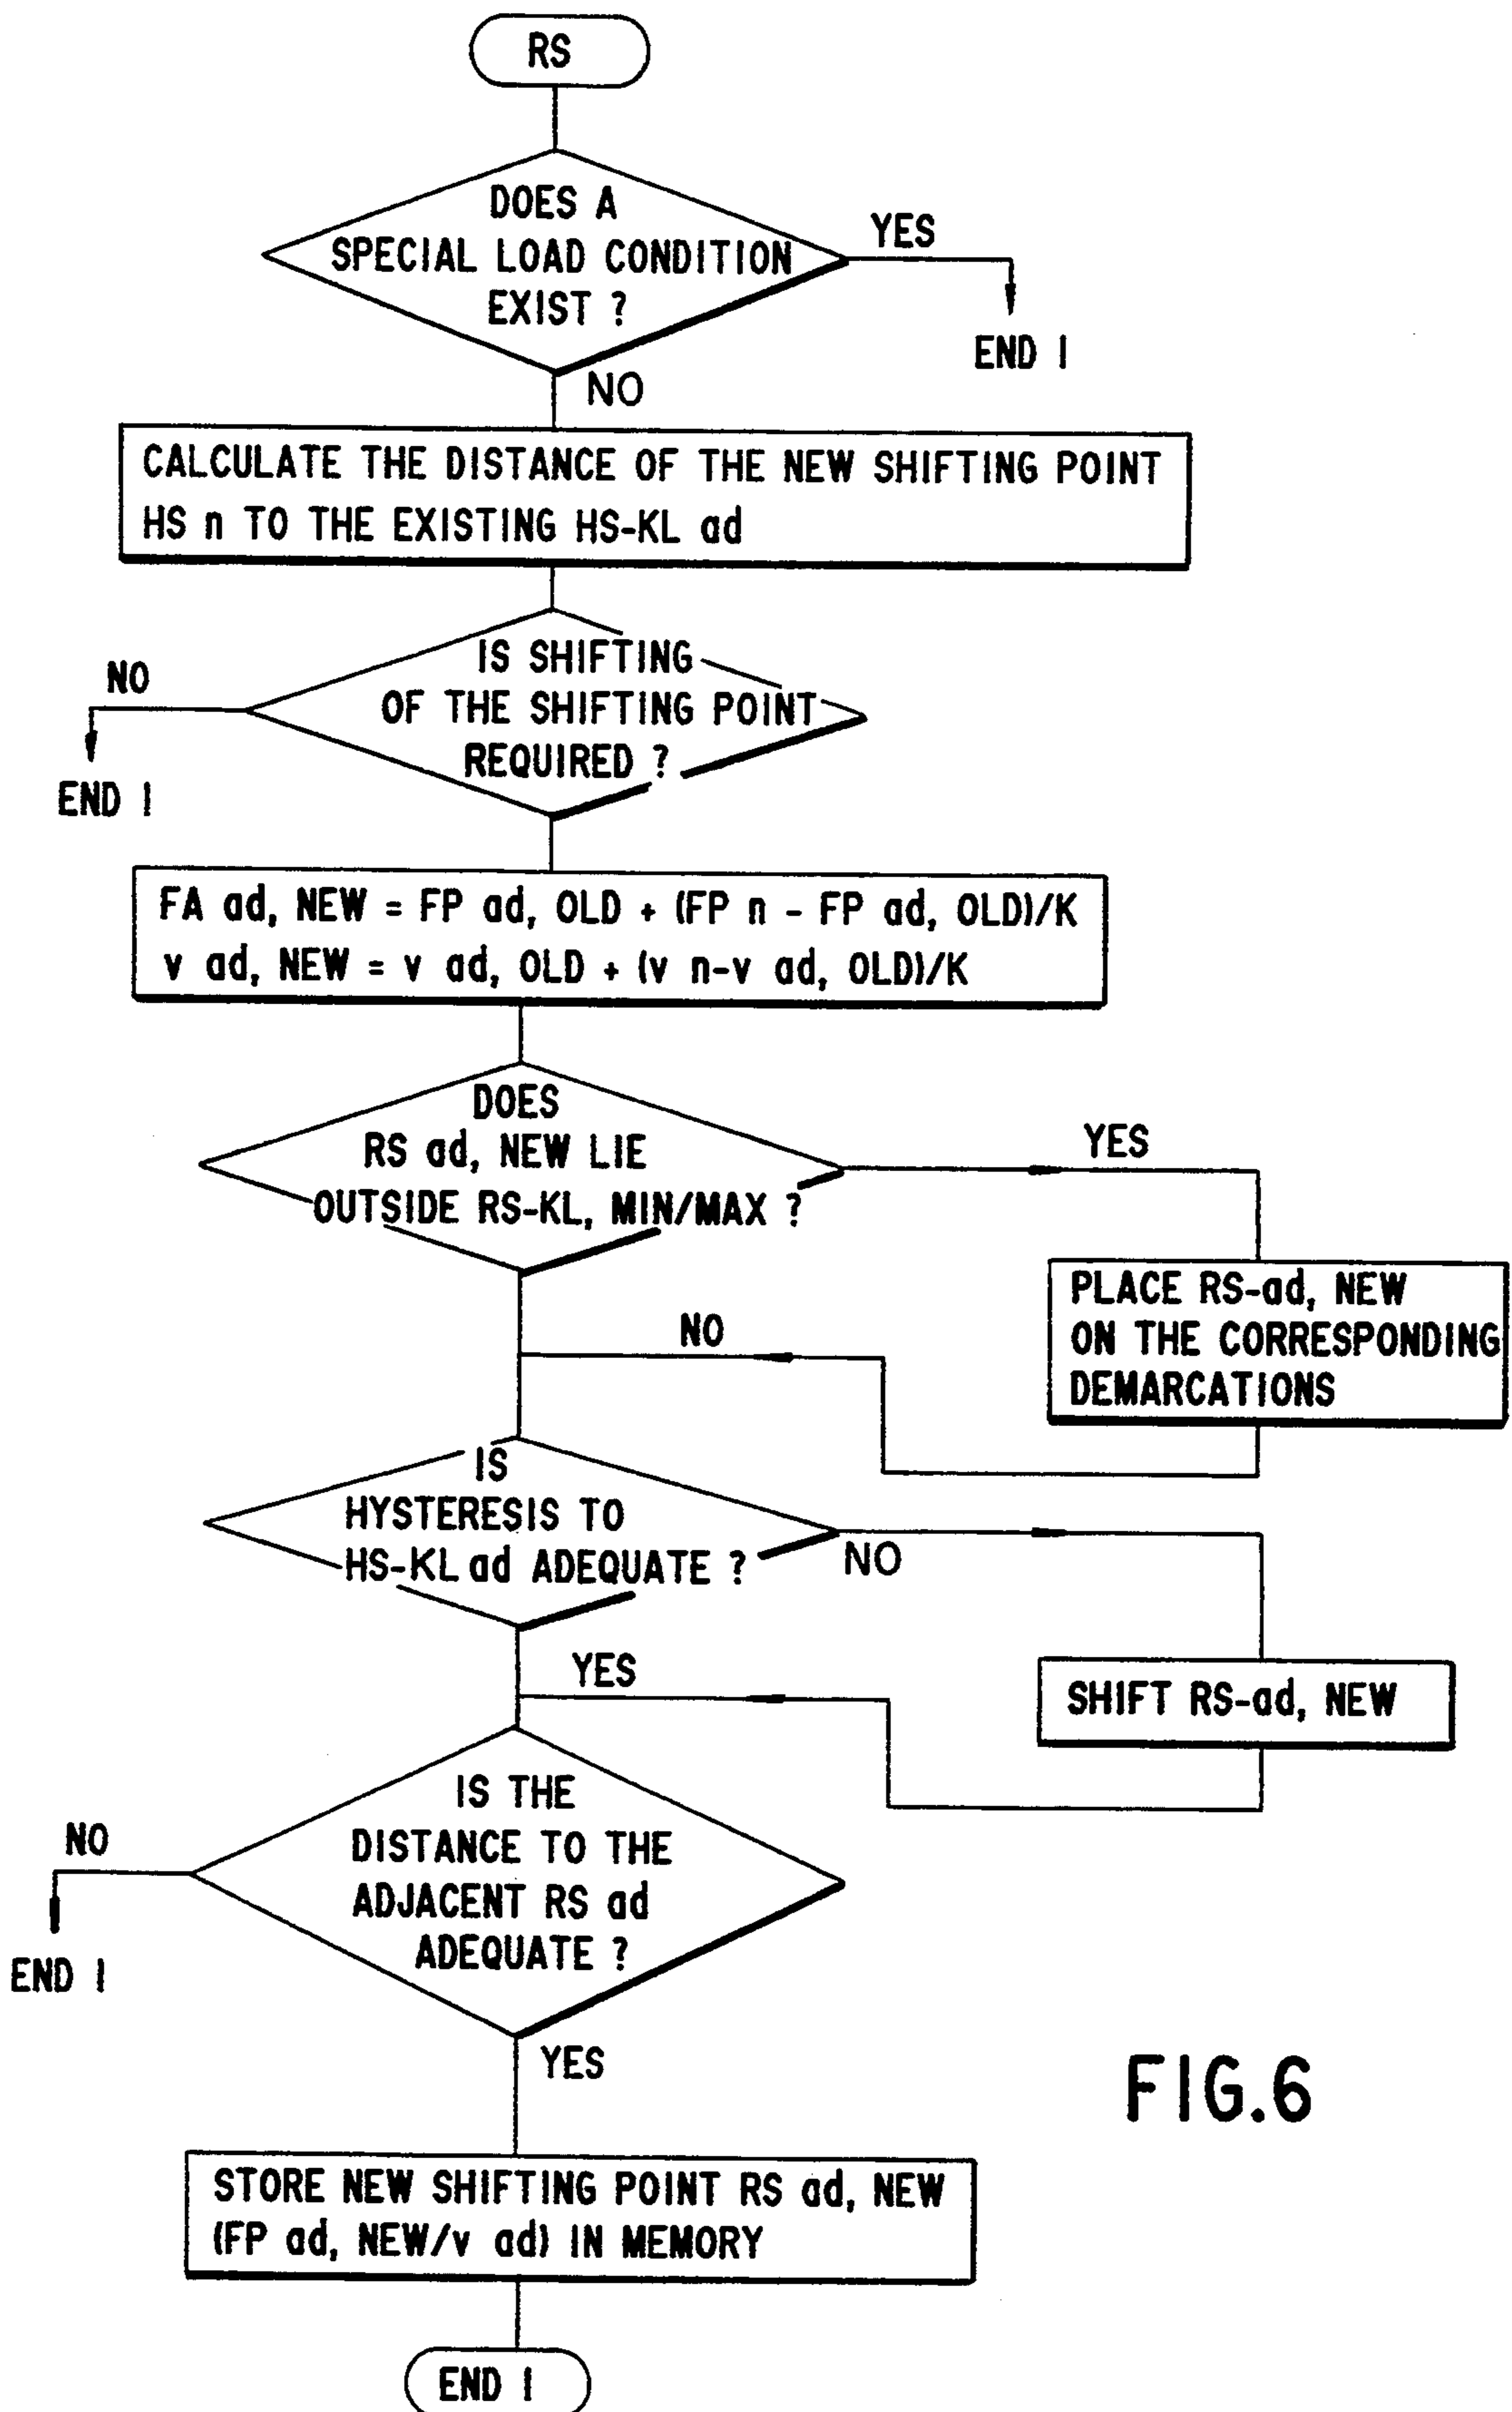 RS
DOES A
SPECIAL LOAD CONDITION
EXIST ?
YES
END 1
NO
CALCULATE THE DISTANCE OF THE NEW SHIFTING POINT
HS n TO THE EXISTING HS-KL ad
IS SHIFTING
OF THE SHIFTING POINT
REQUIRED ?
NO
END 1
FA ad, NEW = FP ad, OLD + (FP n - FP ad, OLD)/K
v ad, NEW = v ad, OLD + (v n-v ad, OLD)/K
DOES
RS ad, NEW LIE
OUTSIDE RS-KL, MIN/MAX ?
YES
PLACE RS-ad, NEW
ON THE CORRESPONDING
DEMARCATIONS
NO
IS
HYSTERESIS TO
HS-KL ad ADEQUATE ?
NO
SHIFT RS-ad, NEW
YES
IS THE
DISTANCE TO THE
ADJACENT RS ad
ADEQUATE ?
NO
END 1
YES
STORE NEW SHIFTING POINT RS ad, NEW
(FP ad, NEW/v ad) IN MEMORY
END 1
FIG.6